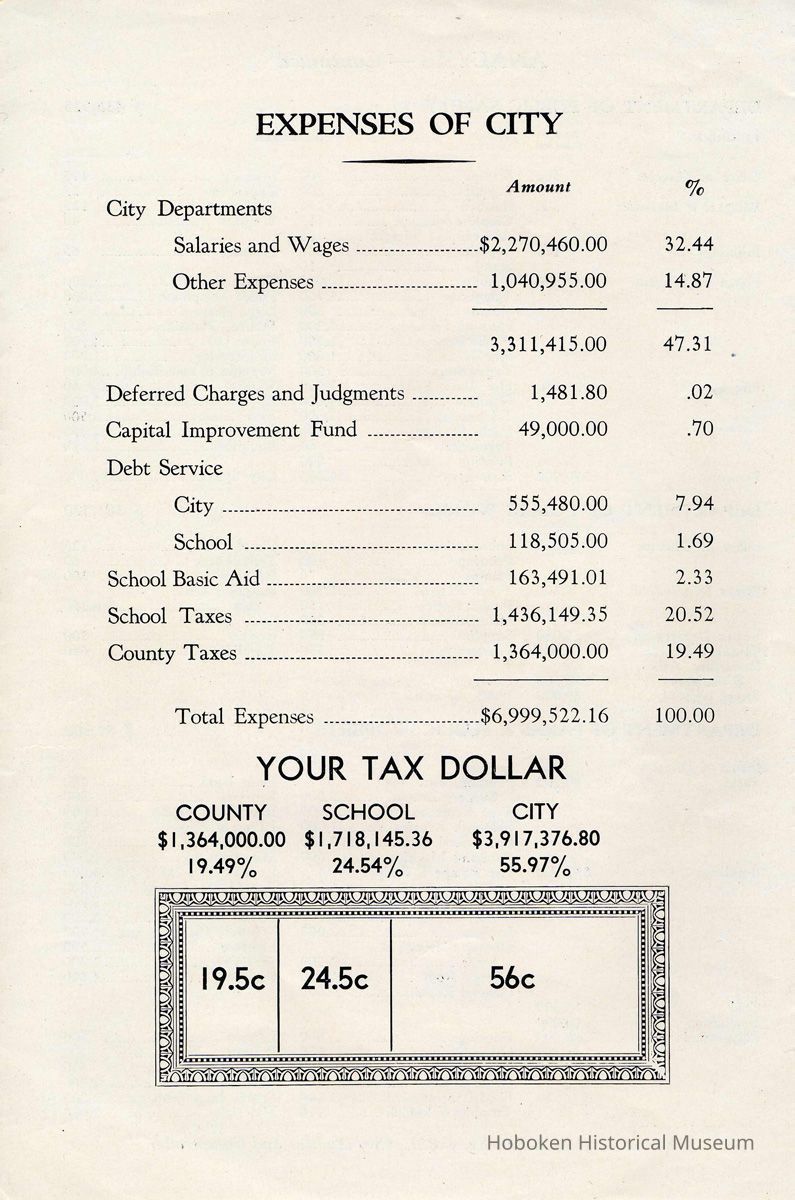 EXPENSES OF CITY
Amount %
City Departments
Salaries and Wages ........................ $2,270,460.00 32.44
Other Expenses ............................... 1,040,955.00 14.87
3,311,415.00 47.31
Deferred Charges and Judgments ............. 1,481.80 .02
Capital Improvement Fund ...................... 49,000.00 .70
Debt Service
City .................................................... 555,480.00 7.94
School ............................................... 118,505.00 1.69
School Basic Aid .......................................... 163,491.01 2.33
School Taxes ............................................... 1,436,149.35 20.52
County Taxes .............................................. 1,364,000.00 19.49
Total Expenses ............................... $6,999,522.16 100.00
YOUR TAX DOLLAR
COUNTY SCHOOL CITY
$1,364,000.00 $1,718,145.36 $3,917,376.80
19.49% 24.54% 55.97%
19.5c 24.5c 56c
Hoboken Historical Museum